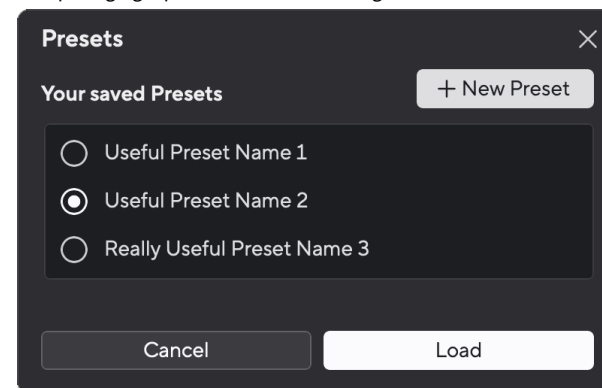 Presets
Your saved Presets
+ New Preset
Useful Preset Name 1
Useful Preset Name 2
Really Useful Preset Name 3
Cancel
Load